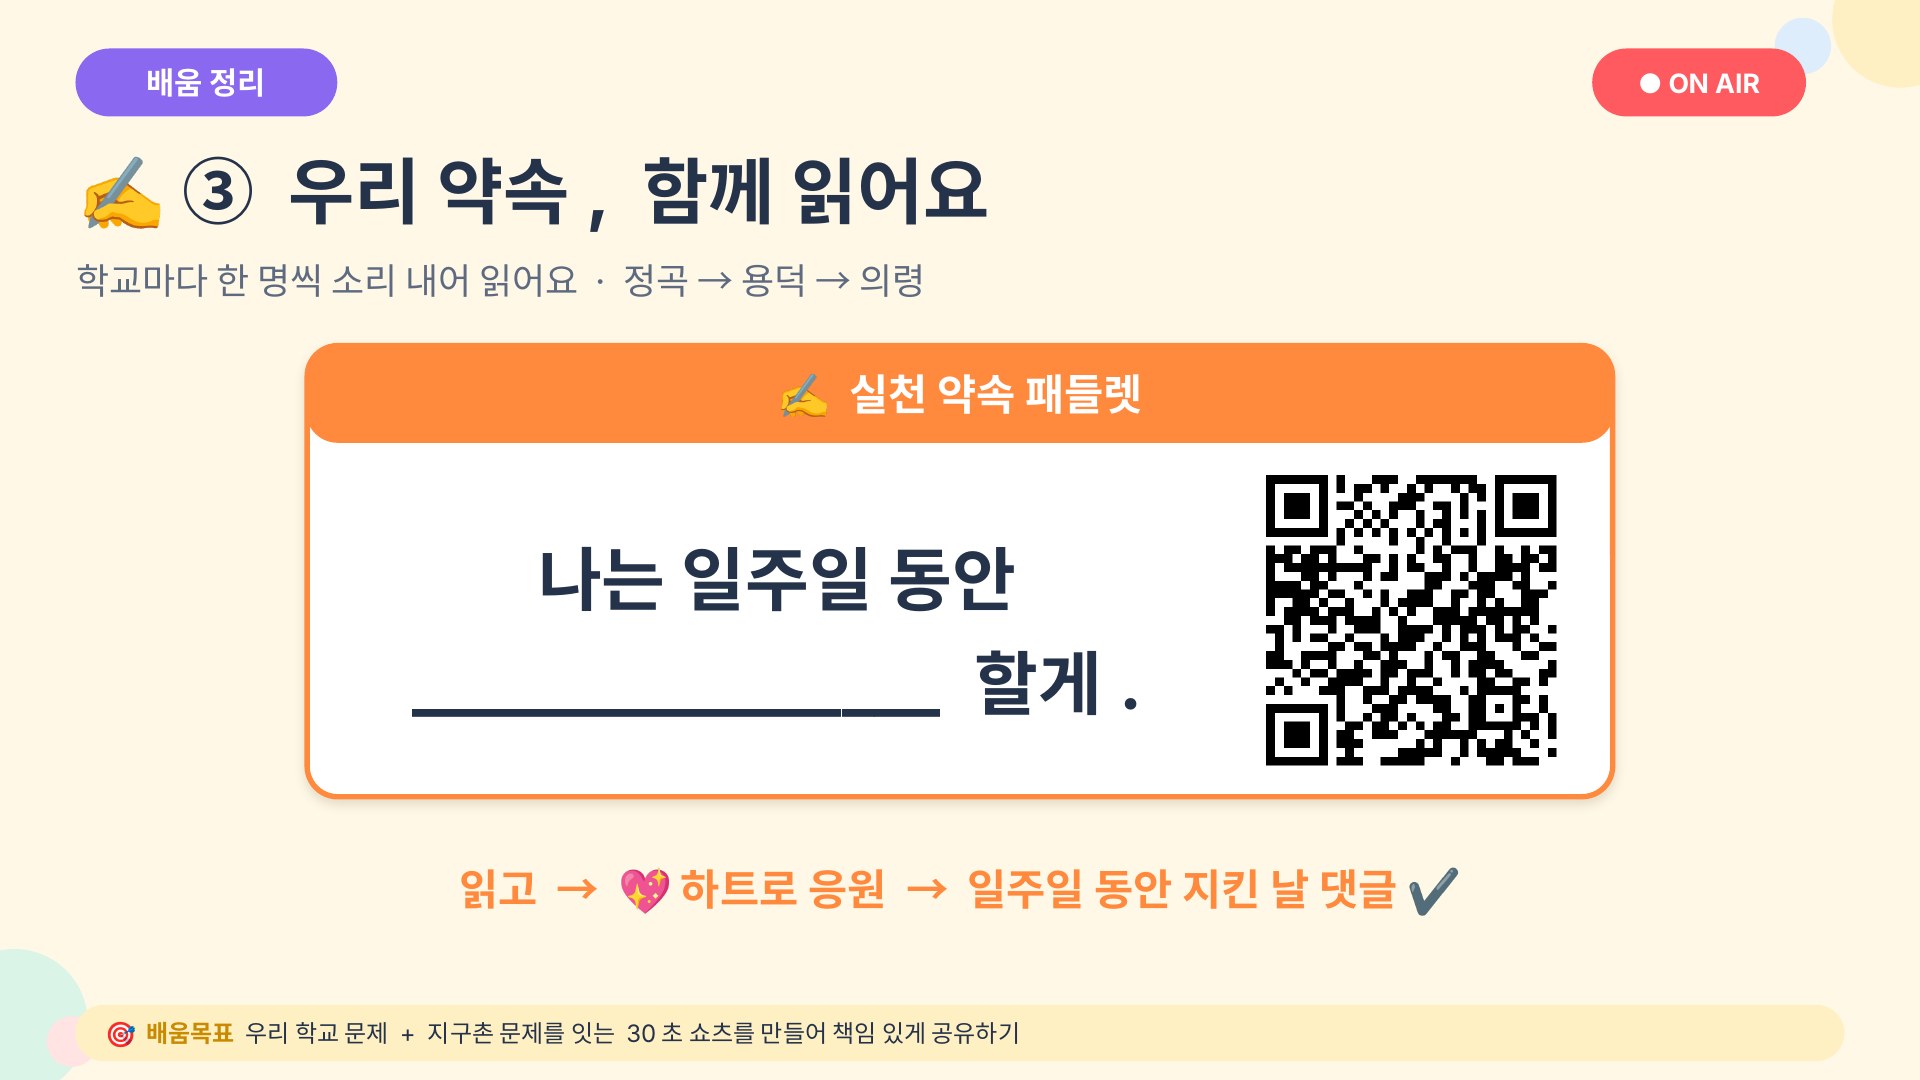 배움 정리
● ON AIR
✍️ ③ 우리 약속 , 함께 읽어요
학교마다 한 명씩 소리 내어 읽어요 · 정곡 → 용덕 → 의령
✍️ 실천 약속 패들렛
나는 일주일 동안
________________ 할게 .
읽고 → 💖 하트로 응원 → 일주일 동안 지킨 날 댓글 ✔️
🎯 배움목표 우리 학교 문제 + 지구촌 문제를 잇는 30 초 쇼츠를 만들어 책임 있게 공유하기